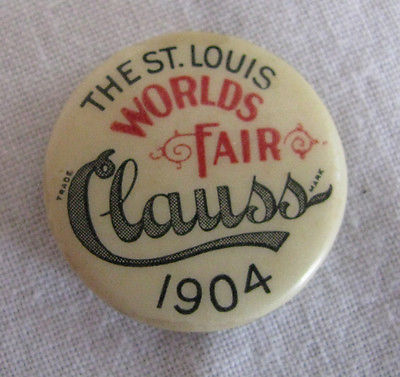 THE ST. LOUIS
WORLDS
FAIR
TRADE Clauss MARK
1904